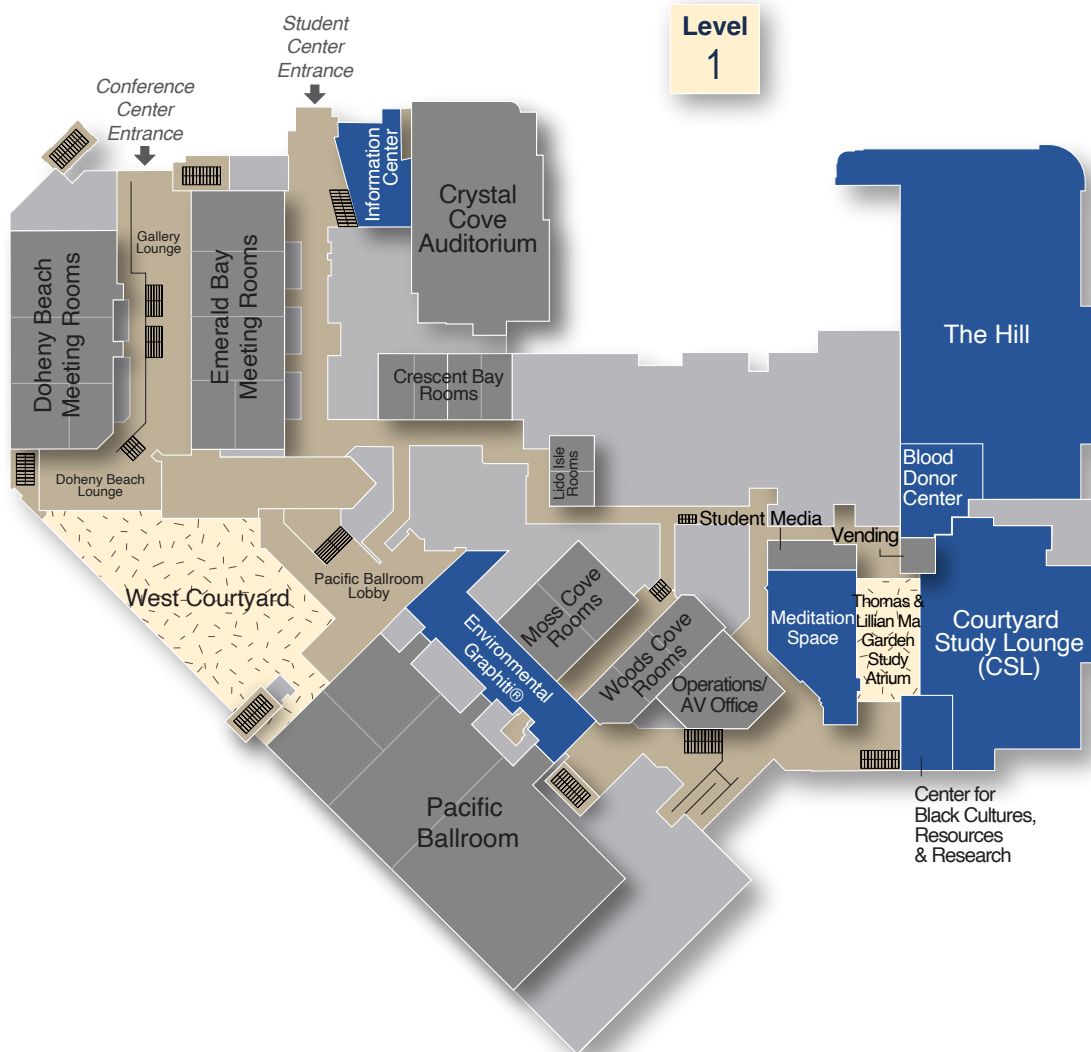 Level
1
Student
Center
Entrance
Conference
Center
Entrance
Information
Center
Crystal
Cove
Auditorium
Gallery
Lounge
Doheny Beach
Meeting Rooms
Emerald Bay
Meeting Rooms
The Hill
Crescent Bay
Rooms
Lido Isle
Rooms
Blood
Donor
Center
Doheny Beach
Lounge
Student Media
Vending
Pacific Ballroom
Lobby
West Courtyard
Environmental
Graphiti®
Moss Cove
Rooms
Woods Cove
Rooms
Operations/
AV Office
Meditation
Space
Thomas &
Lillian Ma
Garden
Study
Atrium
Courtyard
Study Lounge
(CSL)
Pacific
Ballroom
Center for
Black Cultures,
Resources
& Research